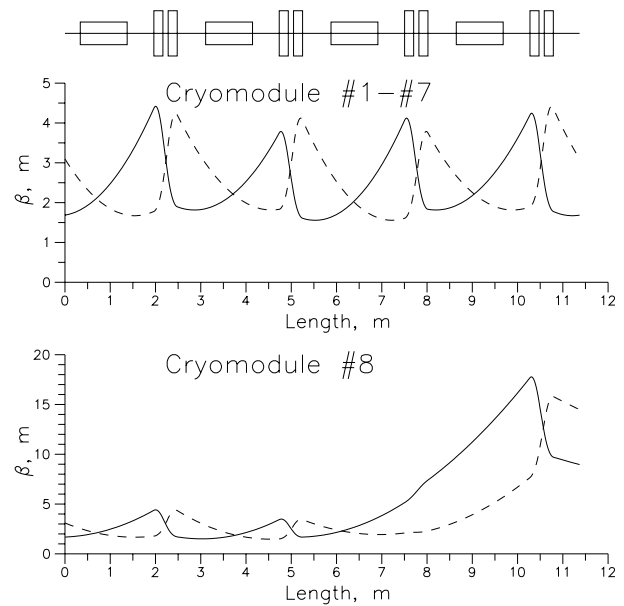 Cryomodule #1-#7
5
4
3
2
1
0
β, m
0 1 2 3 4 5 6 7 8 9 10 11 12
Length, m
Cryomodule #8
20
15
10
5
0
β, m
0 1 2 3 4 5 6 7 8 9 10 11 12
Length, m